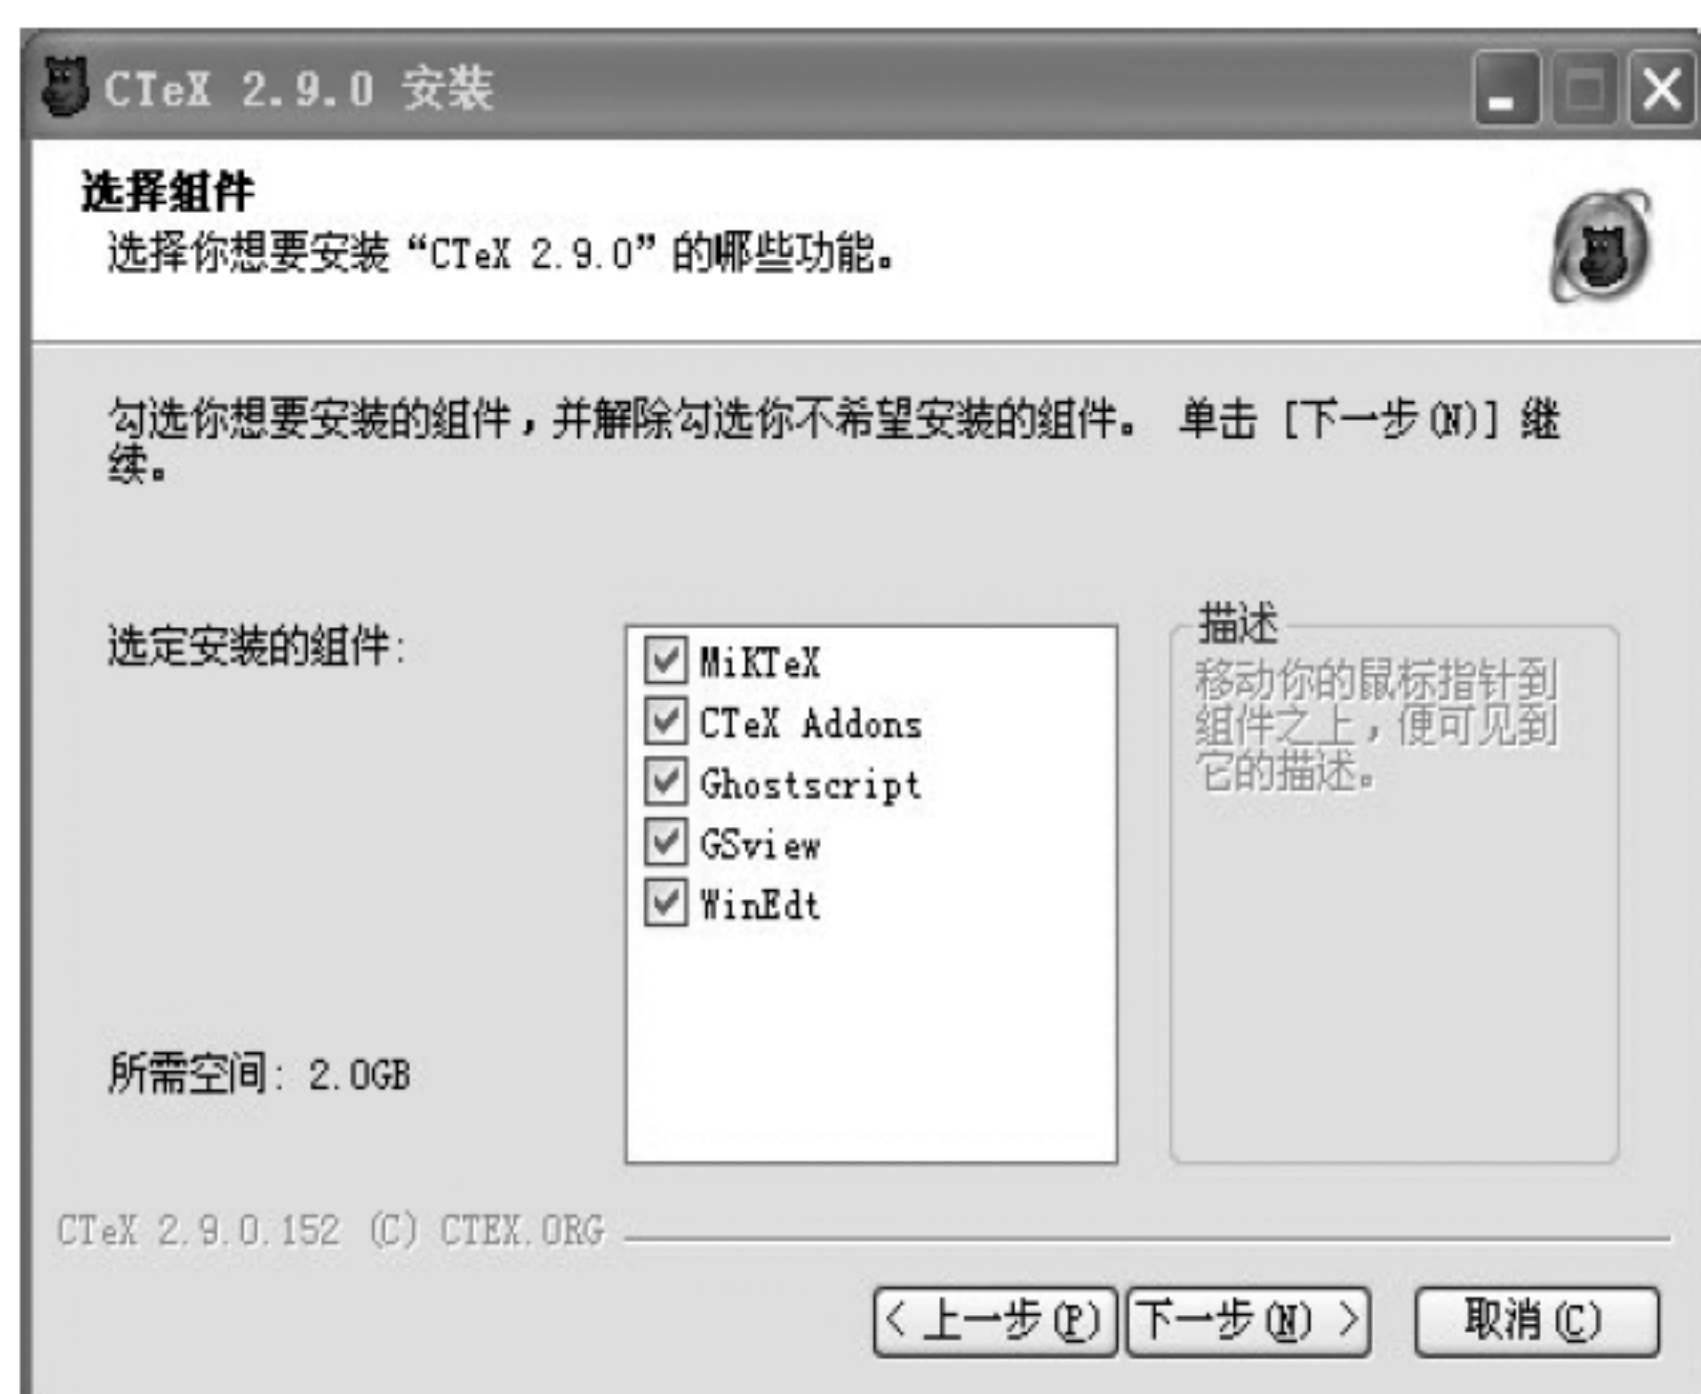 CTeX 2.9.0 安装
选择组件
选择你想要安装“CTeX 2.9.0”的哪些功能。
勾选你想要安装的组件，并解除勾选你不希望安装的组件。 单击 [下一步(N)] 继
续。
选定安装的组件:
MiKTeX
CTeX Addons
Ghostscript
GSview
WinEdt
描述
移动你的鼠标指针到
组件之上，便可见到
它的描述。
所需空间: 2.0GB
CTeX 2.9.0.152 (C) CTEX.ORG
< 上一步(P)
下一步(N) >
取消(C)